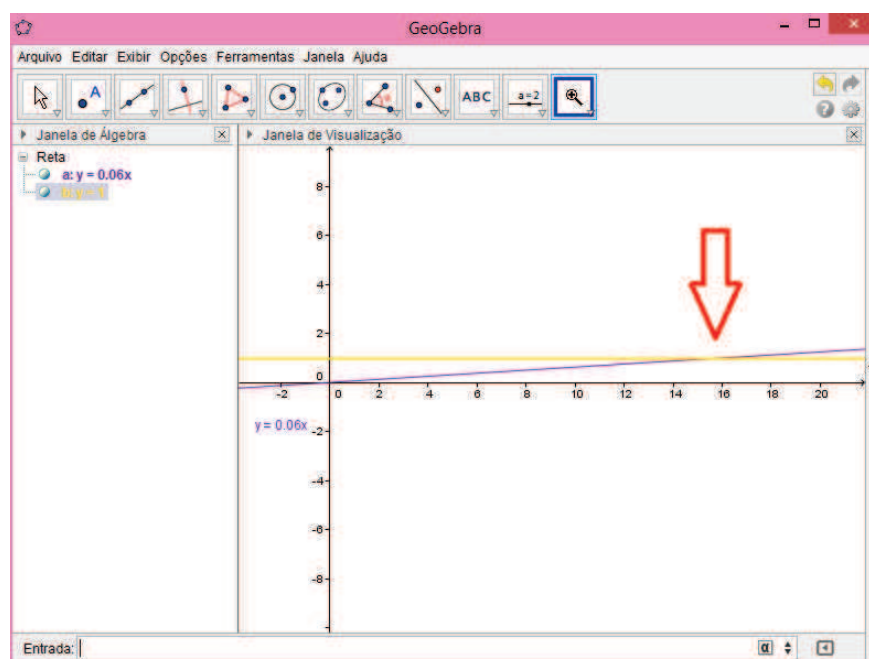 GeoGebra
Arquivo Editar Exibir Opções Ferramentas Janela Ajuda
A
ABC
a=2
Janela de Álgebra
Janela de Visualização
Reta
a: y = 0.06x
8
6
4
2
0
-2 0 2 4 6 8 10 12 14 16 18 20
y = 0.06x
-2
-4
-6
-8
Entrada:
α